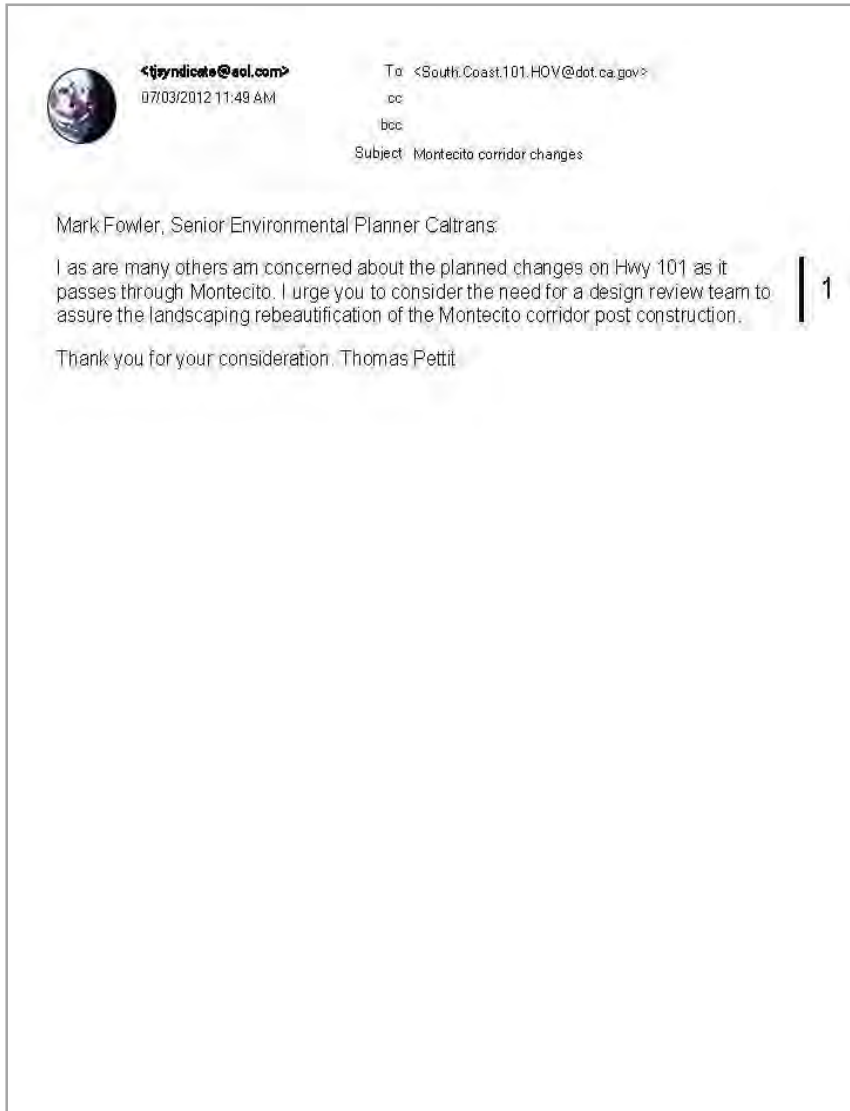 <tjsyndicate@aol.com>
07/03/2012 11:49 AM
To <South.Coast.101.HOV@dot.ca.gov>
cc
bcc
Subject Montecito corridor changes
Mark Fowler, Senior Environmental Planner Caltrans:
I as are many others am concerned about the planned changes on Hwy 101 as it
passes through Montecito. I urge you to consider the need for a design review team to
assure the landscaping rebeautification of the Montecito corridor post construction.
1
Thank you for your consideration. Thomas Pettit